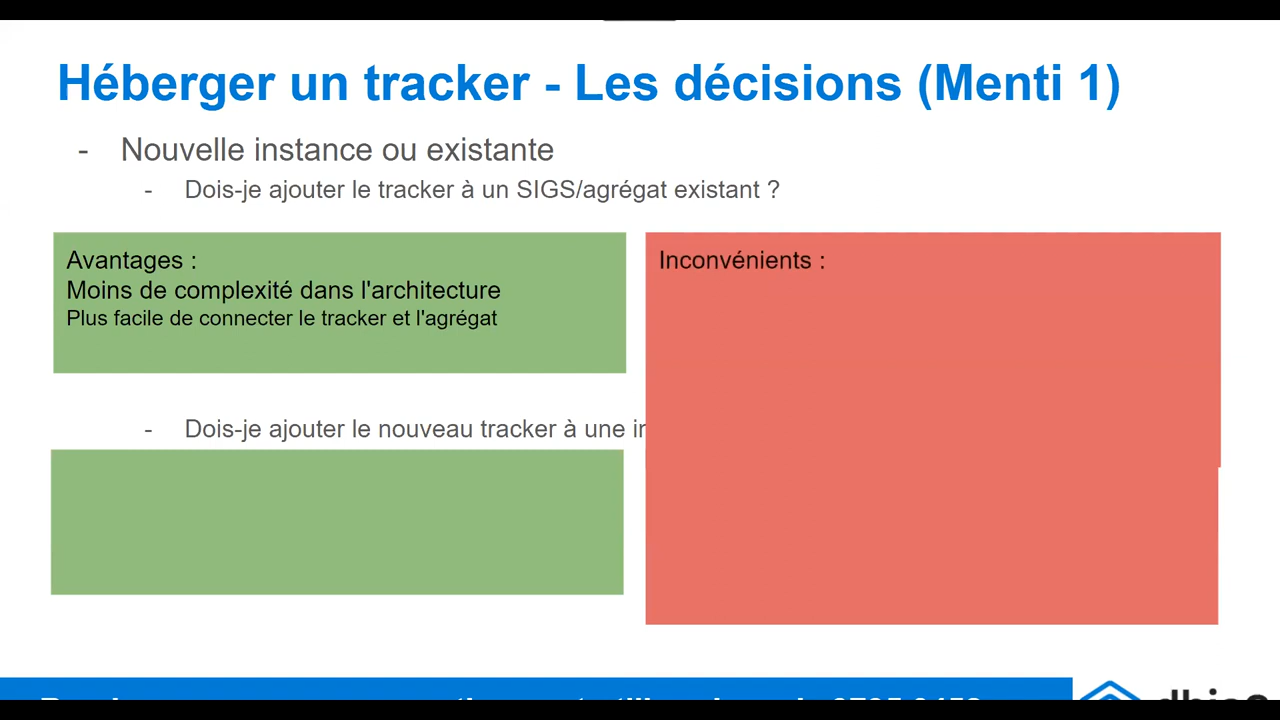 Héberger un tracker - Les décisions (Menti 1)
- Nouvelle instance ou existante
- Dois-je ajouter le tracker à un SIGS/agrégat existant ?
Avantages :
Moins de complexité dans l'architecture
Plus facile de connecter le tracker et l'agrégat
Inconvénients :
- Dois-je ajouter le nouveau tracker à une